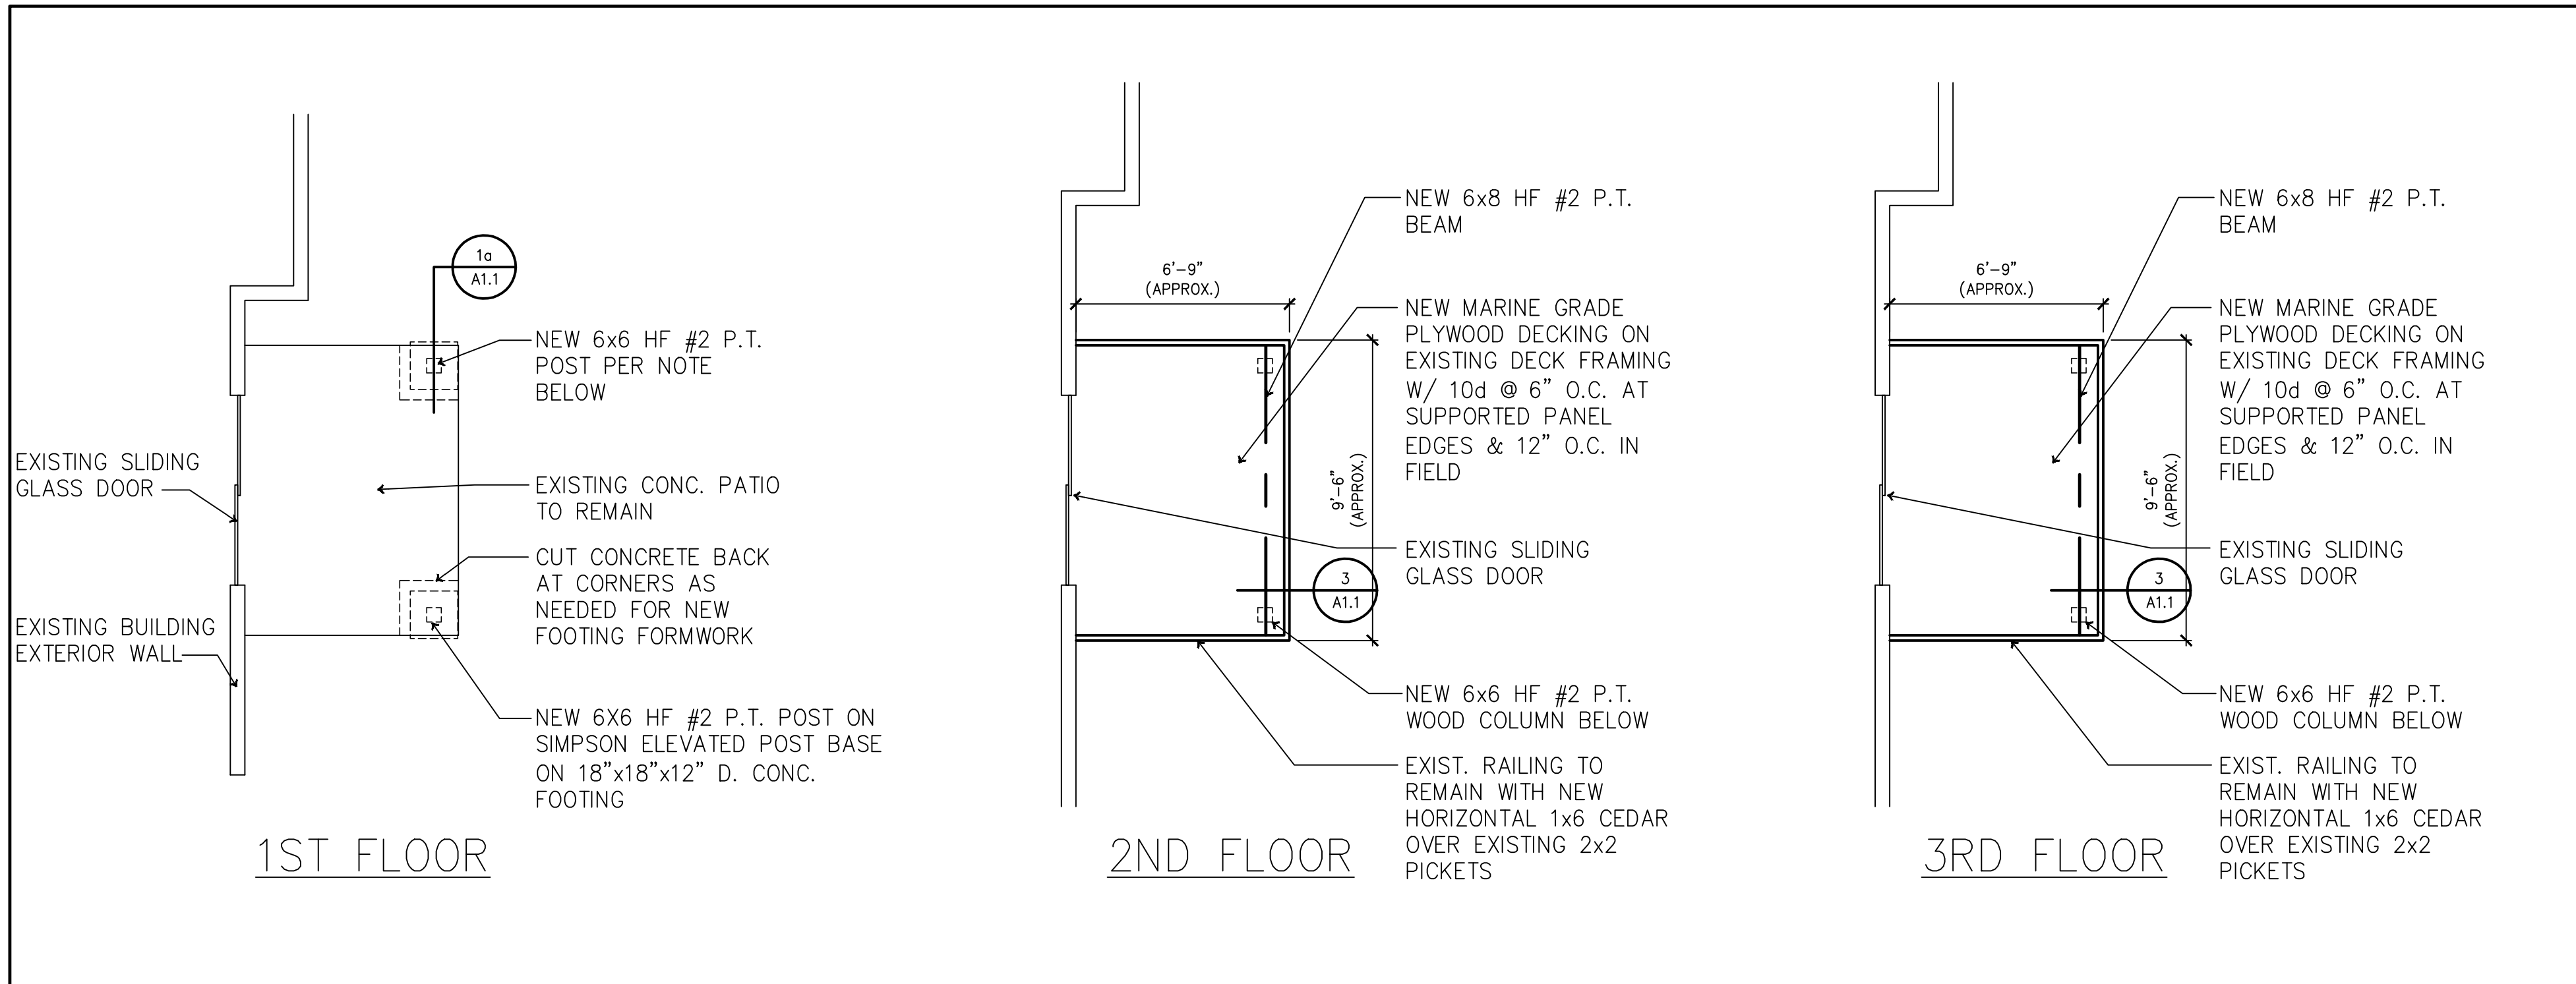 1a
A1.1
NEW 6x6 HF #2 P.T.
POST PER NOTE
BELOW
EXISTING SLIDING
GLASS DOOR
EXISTING CONC. PATIO
TO REMAIN
CUT CONCRETE BACK
AT CORNERS AS
NEEDED FOR NEW
FOOTING FORMWORK
EXISTING BUILDING
EXTERIOR WALL
NEW 6X6 HF #2 P.T. POST ON
SIMPSON ELEVATED POST BASE
ON 18"x18"x12" D. CONC.
FOOTING
1ST FLOOR
NEW 6x8 HF #2 P.T.
BEAM
6'-9"
(APPROX.)
NEW MARINE GRADE
PLYWOOD DECKING ON
EXISTING DECK FRAMING
W/ 10d @ 6" O.C. AT
SUPPORTED PANEL
EDGES & 12" O.C. IN
FIELD
9'-6"
(APPROX.)
EXISTING SLIDING
GLASS DOOR
3
A1.1
NEW 6x6 HF #2 P.T.
WOOD COLUMN BELOW
EXIST. RAILING TO
REMAIN WITH NEW
HORIZONTAL 1x6 CEDAR
OVER EXISTING 2x2
PICKETS
2ND FLOOR
NEW 6x8 HF #2 P.T.
BEAM
6'-9"
(APPROX.)
NEW MARINE GRADE
PLYWOOD DECKING ON
EXISTING DECK FRAMING
W/ 10d @ 6" O.C. AT
SUPPORTED PANEL
EDGES & 12" O.C. IN
FIELD
9'-6"
(APPROX.)
EXISTING SLIDING
GLASS DOOR
3
A1.1
NEW 6x6 HF #2 P.T.
WOOD COLUMN BELOW
EXIST. RAILING TO
REMAIN WITH NEW
HORIZONTAL 1x6 CEDAR
OVER EXISTING 2x2
PICKETS
3RD FLOOR